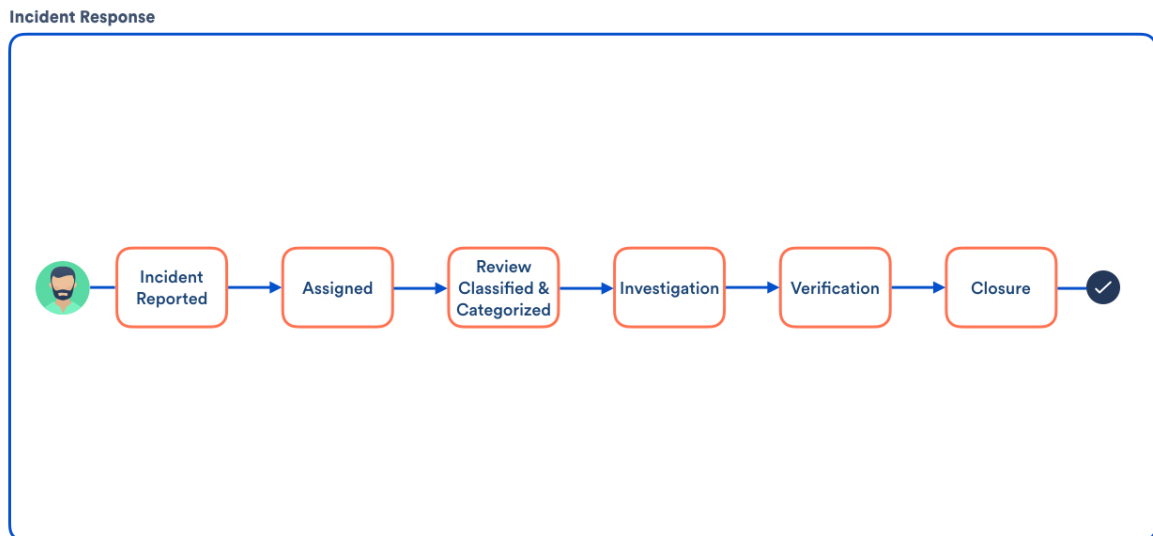 Incident Response
Incident
Reported
Assigned
Review
Classified &
Categorized
Investigation
Verification
Closure